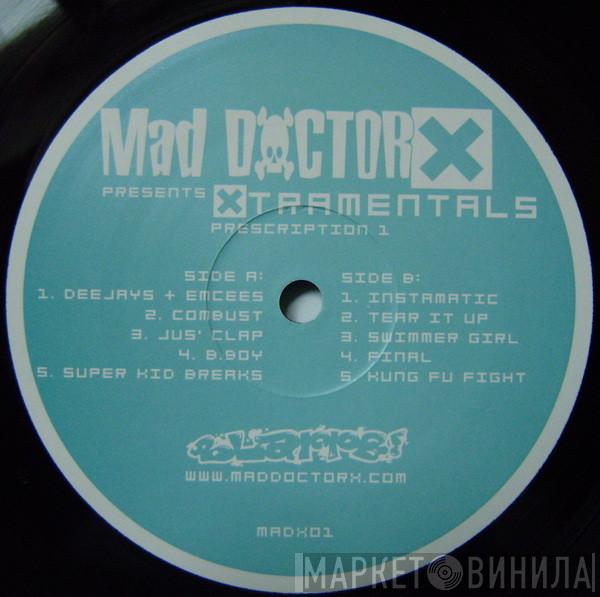 Mad DOCTOR X
PRESENTS XTRAMENTALS
PRESCRIPTION 1
SIDE A:
1. DEEJAYS + EMCEES
2. COMBUST
3. JUS' CLAP
4. B.BOY
5. SUPER KID BREAKS
SIDE B:
1. INSTAMATIC
2. TEAR IT UP
3. SWIMMER GIRL
4. FINAL
5. KUNG FU FIGHT
WWW.MADDOCTORX.COM
MADX01
МАРКЕТ ВИНИЛА